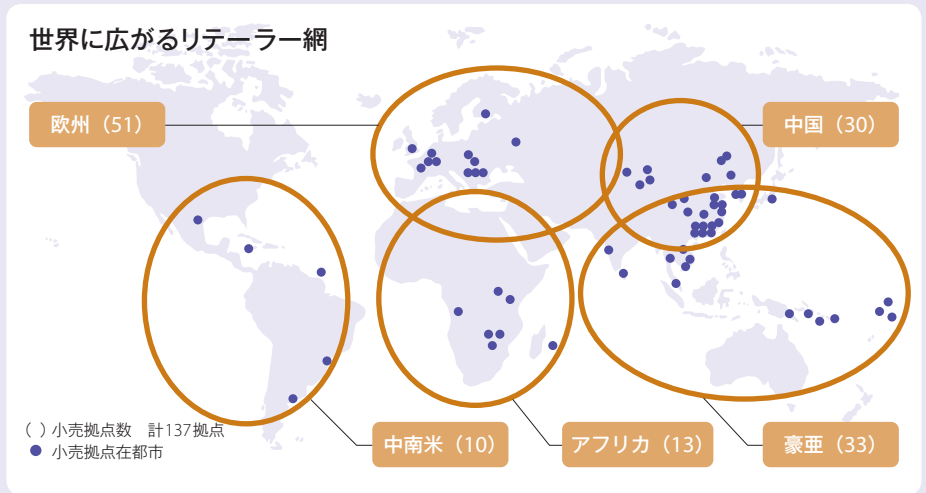 世界に広がるリテーラー網
欧州（51）
中国（30）
（ ）小売拠点数　計137拠点
小売拠点在都市
中南米（10）
アフリカ（13）
豪亜（33）